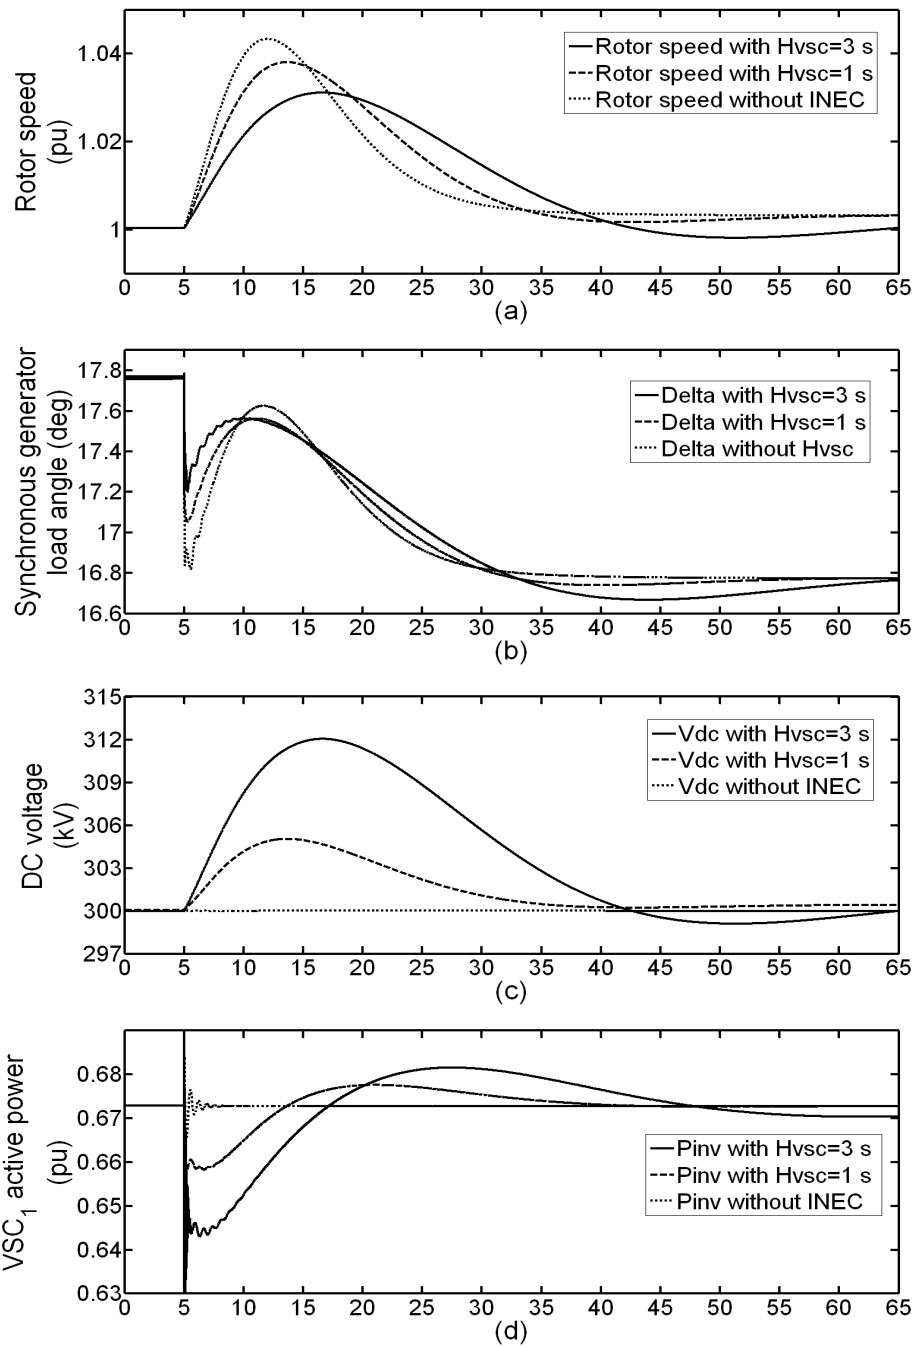 Rotor speed
(pu)
1.04
1.02
1
Rotor speed with Hvsc=3 s
Rotor speed with Hvsc=1 s
Rotor speed without INEC
0 5 10 15 20 25 30 35 40 45 50 55 60 65
(a)
Synchronous generator
load angle (deg)
17.8
17.6
17.4
17.2
17
16.8
16.6
Delta with Hvsc=3 s
Delta with Hvsc=1 s
Delta without Hvsc
0 5 10 15 20 25 30 35 40 45 50 55 60 65
(b)
DC voltage
(kV)
315
312
309
306
303
300
297
Vdc with Hvsc=3 s
Vdc with Hvsc=1 s
Vdc without INEC
0 5 10 15 20 25 30 35 40 45 50 55 60 65
(c)
VSC1 active power
(pu)
0.68
0.67
0.66
0.65
0.64
0.63
Pinv with Hvsc=3 s
Pinv with Hvsc=1 s
Pinv without INEC
0 5 10 15 20 25 30 35 40 45 50 55 60 65
(d)